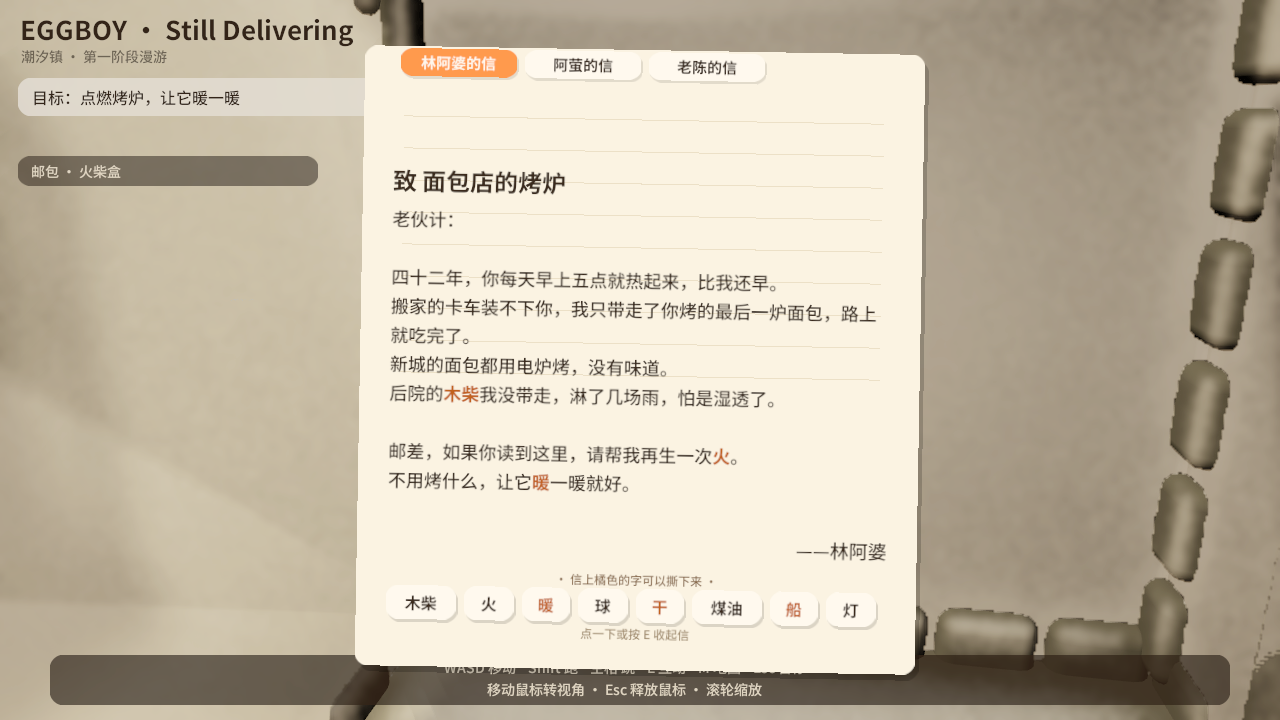 EGGBOY · Still Delivering
潮汐镇 · 第一阶段漫游
目标：点燃烤炉，让它暖一暖
邮包 · 火柴盒
林阿婆的信 阿萤的信 老陈的信
致 面包店的烤炉
老伙计：
四十二年，你每天早上五点就热起来，比我还早。
搬家的卡车装不下你，我只带走了你烤的最后一炉面包，路上
就吃完了。
新城的面包都用电炉烤，没有味道。
后院的木柴我没带走，淋了几场雨，怕是湿透了。
邮差，如果你读到这里，请帮我再生一次火。
不用烤什么，让它暖一暖就好。
——林阿婆
· 信上橘色的字可以撕下来 ·
木柴 火 暖 球 干 煤油 船 灯
点一下或按 E 收起信
WASD 移动
移动鼠标转视角 · Esc 释放鼠标 · 滚轮缩放